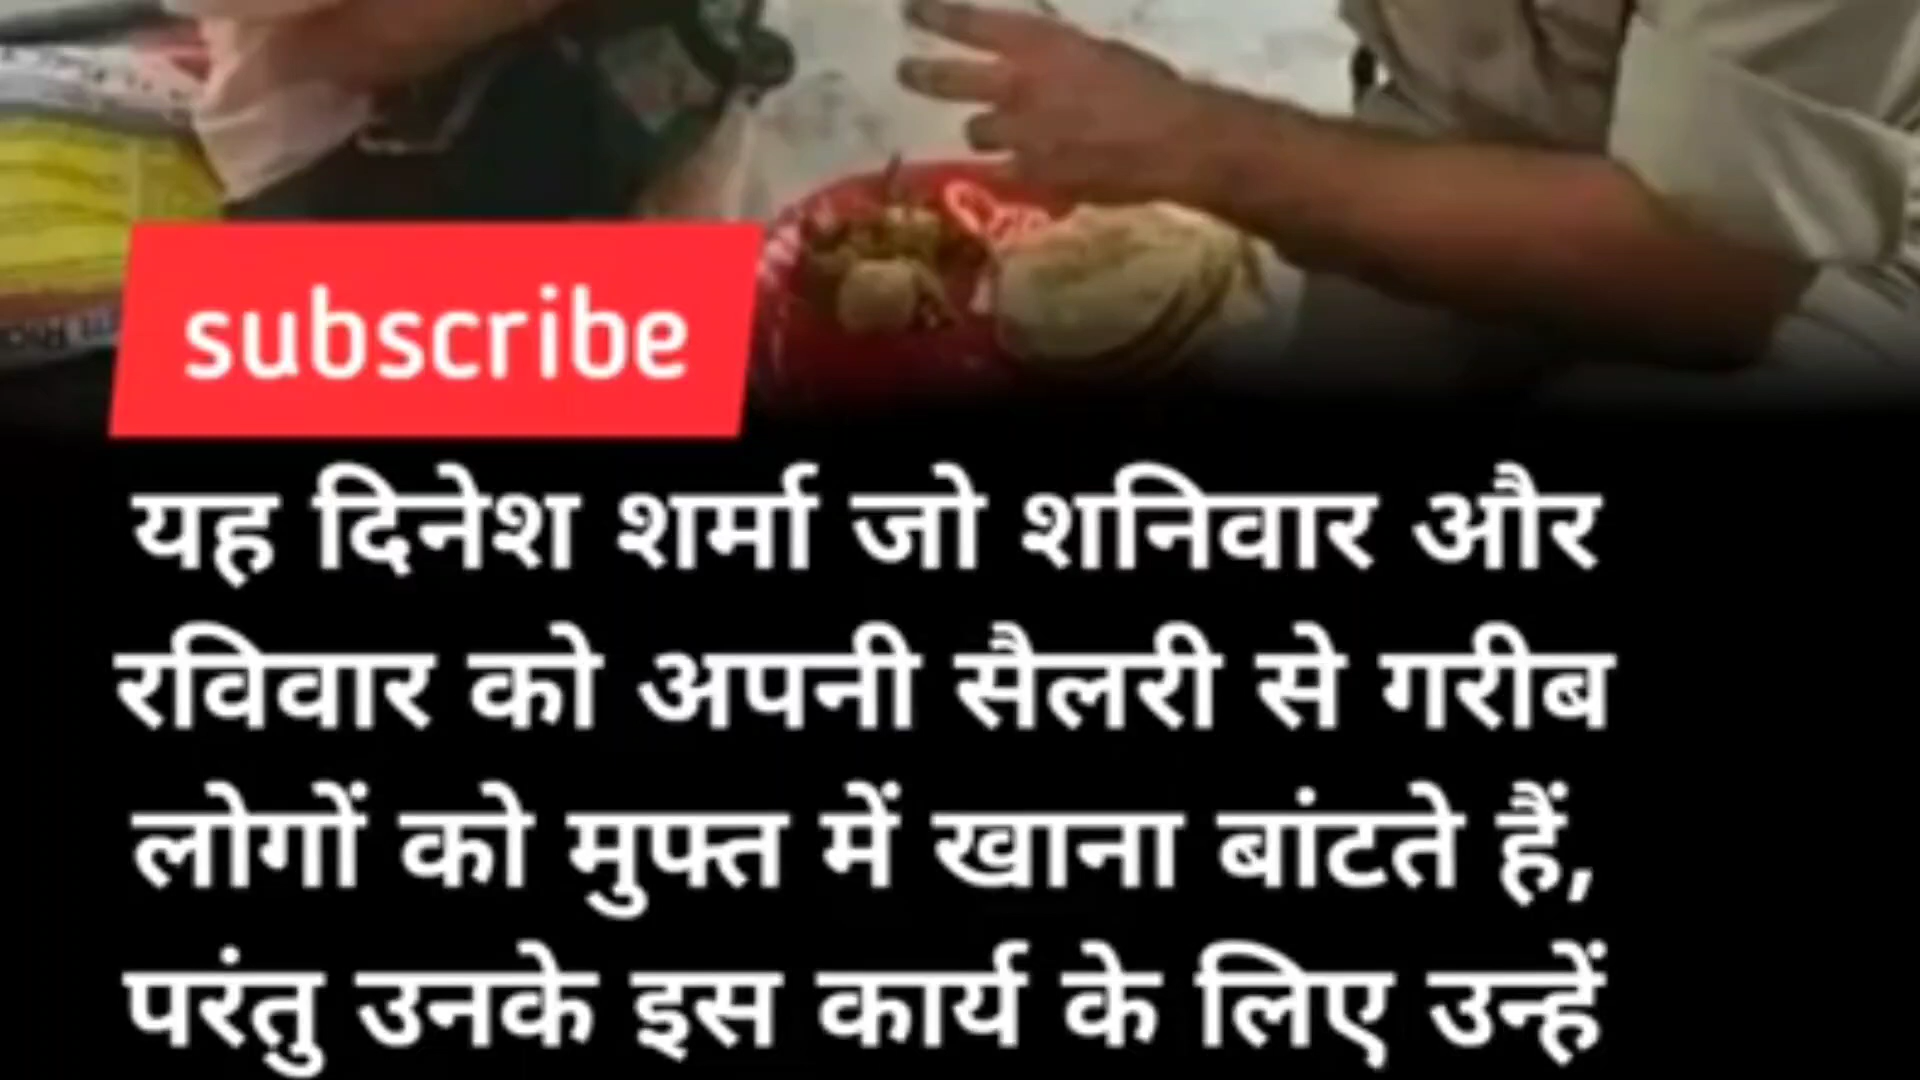 subscribe
यह दिनेश शर्मा जो शनिवार और
रविवार को अपनी सैलरी से गरीब
लोगों को मुफ्त में खाना बांटते हैं,
परंतु उनके इस कार्य के लिए उन्हें